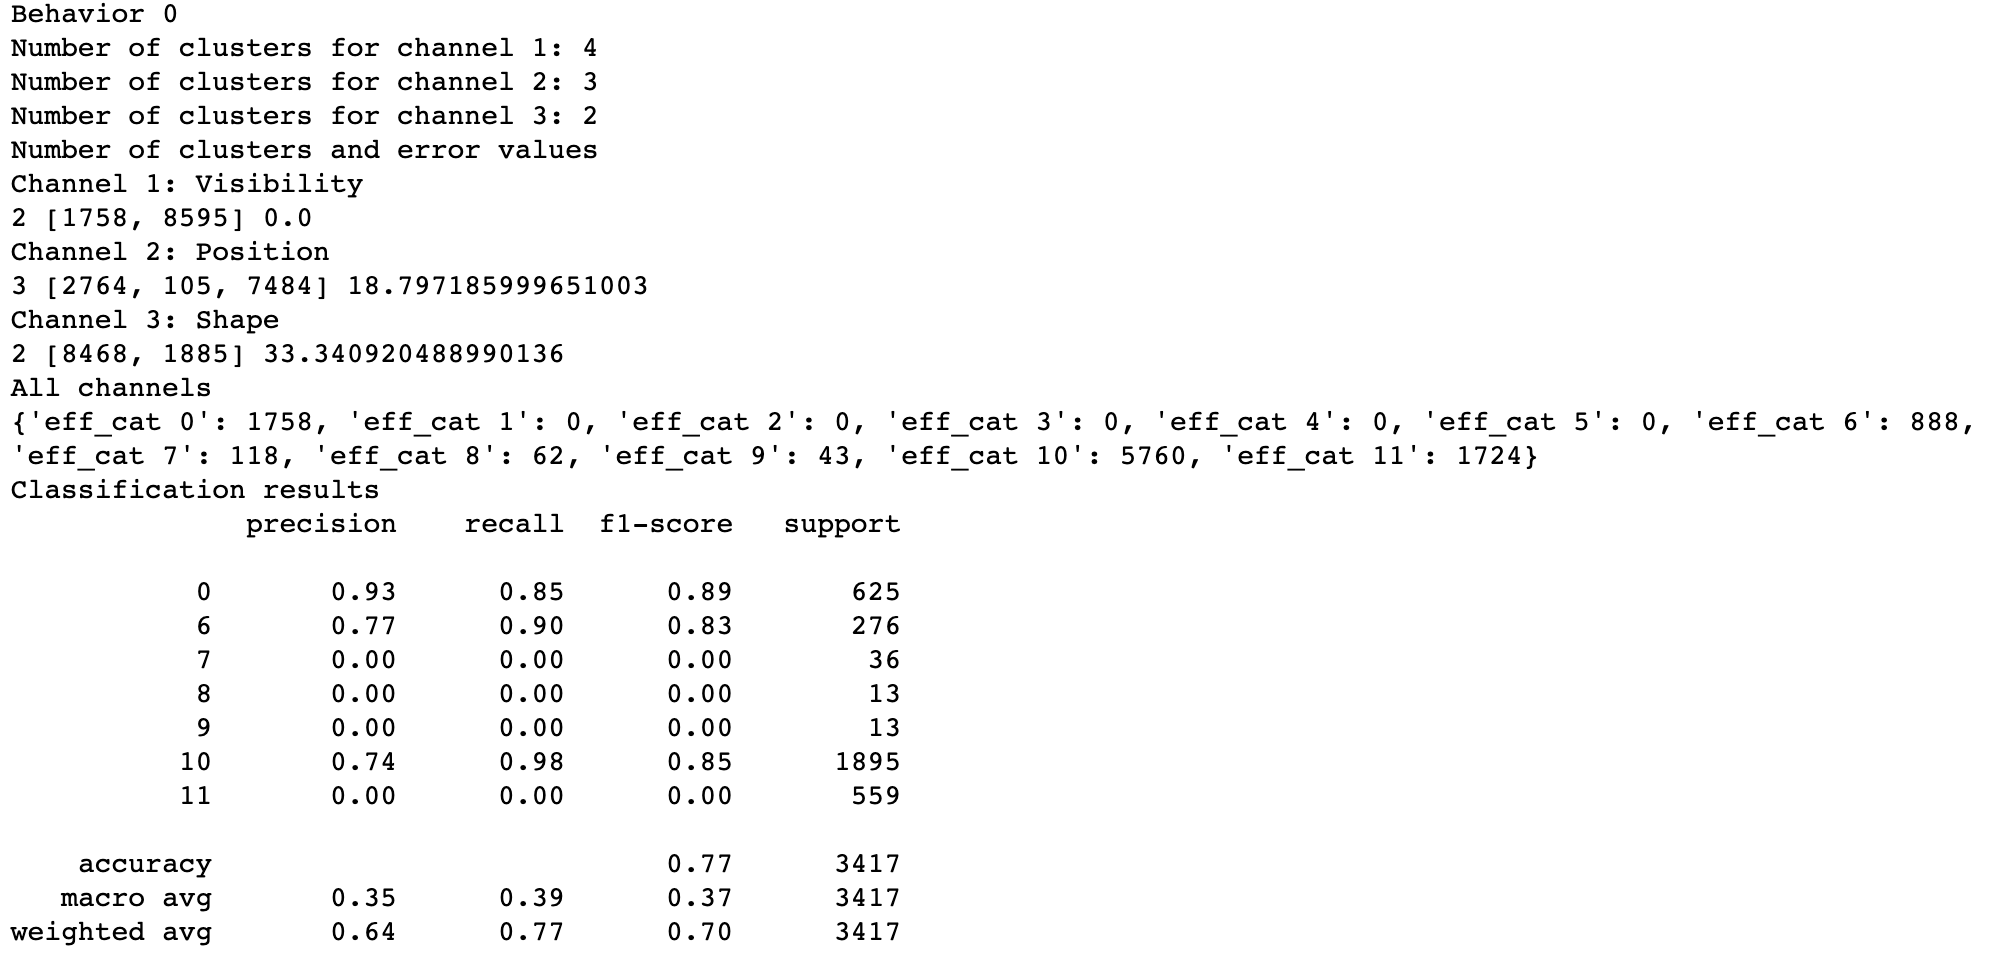 Behavior 0
Number of clusters for channel 1: 4
Number of clusters for channel 2: 3
Number of clusters for channel 3: 2
Number of clusters and error values
Channel 1: Visibility
2 [1758, 8595] 0.0
Channel 2: Position
3 [2764, 105, 7484] 18.797185999651003
Channel 3: Shape
2 [8468, 1885] 33.340920488990136
All channels
{'eff_cat 0': 1758, 'eff_cat 1': 0, 'eff_cat 2': 0, 'eff_cat 3': 0, 'eff_cat 4': 0, 'eff_cat 5': 0, 'eff_cat 6': 888,
'eff_cat 7': 118, 'eff_cat 8': 62, 'eff_cat 9': 43, 'eff_cat 10': 5760, 'eff_cat 11': 1724}
Classification results
precision recall f1-score support
0 0.93 0.85 0.89 625
6 0.77 0.90 0.83 276
7 0.00 0.00 0.00 36
8 0.00 0.00 0.00 13
9 0.00 0.00 0.00 13
10 0.74 0.98 0.85 1895
11 0.00 0.00 0.00 559
accuracy 0.77 3417
macro avg 0.35 0.39 0.37 3417
weighted avg 0.64 0.77 0.70 3417